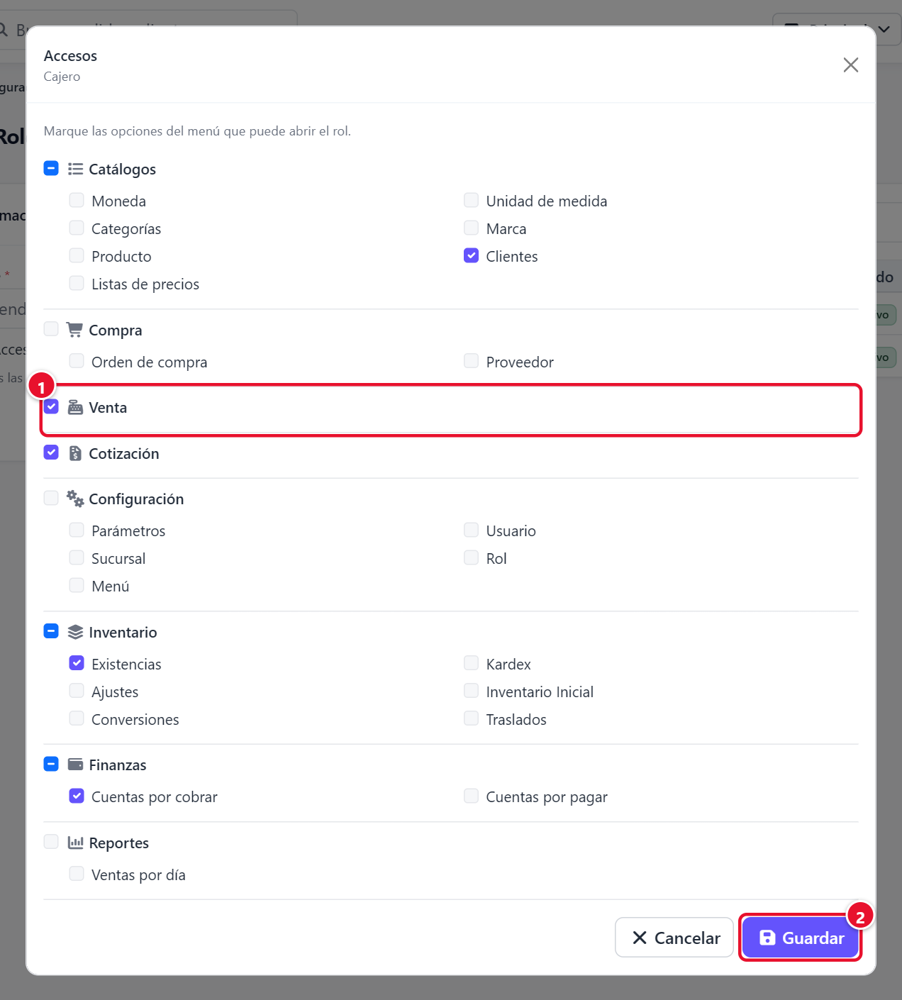 Accesos
Cajero
Marque las opciones del menú que puede abrir el rol.
Catálogos
Moneda
Unidad de medida
Categorías
Marca
Producto
Clientes
Listas de precios
Compra
Orden de compra
Proveedor
1
Venta
Cotización
Configuración
Parámetros
Usuario
Sucursal
Rol
Menú
Inventario
Existencias
Kardex
Ajustes
Inventario Inicial
Conversiones
Traslados
Finanzas
Cuentas por cobrar
Cuentas por pagar
Reportes
Ventas por día
2
Cancelar
Guardar